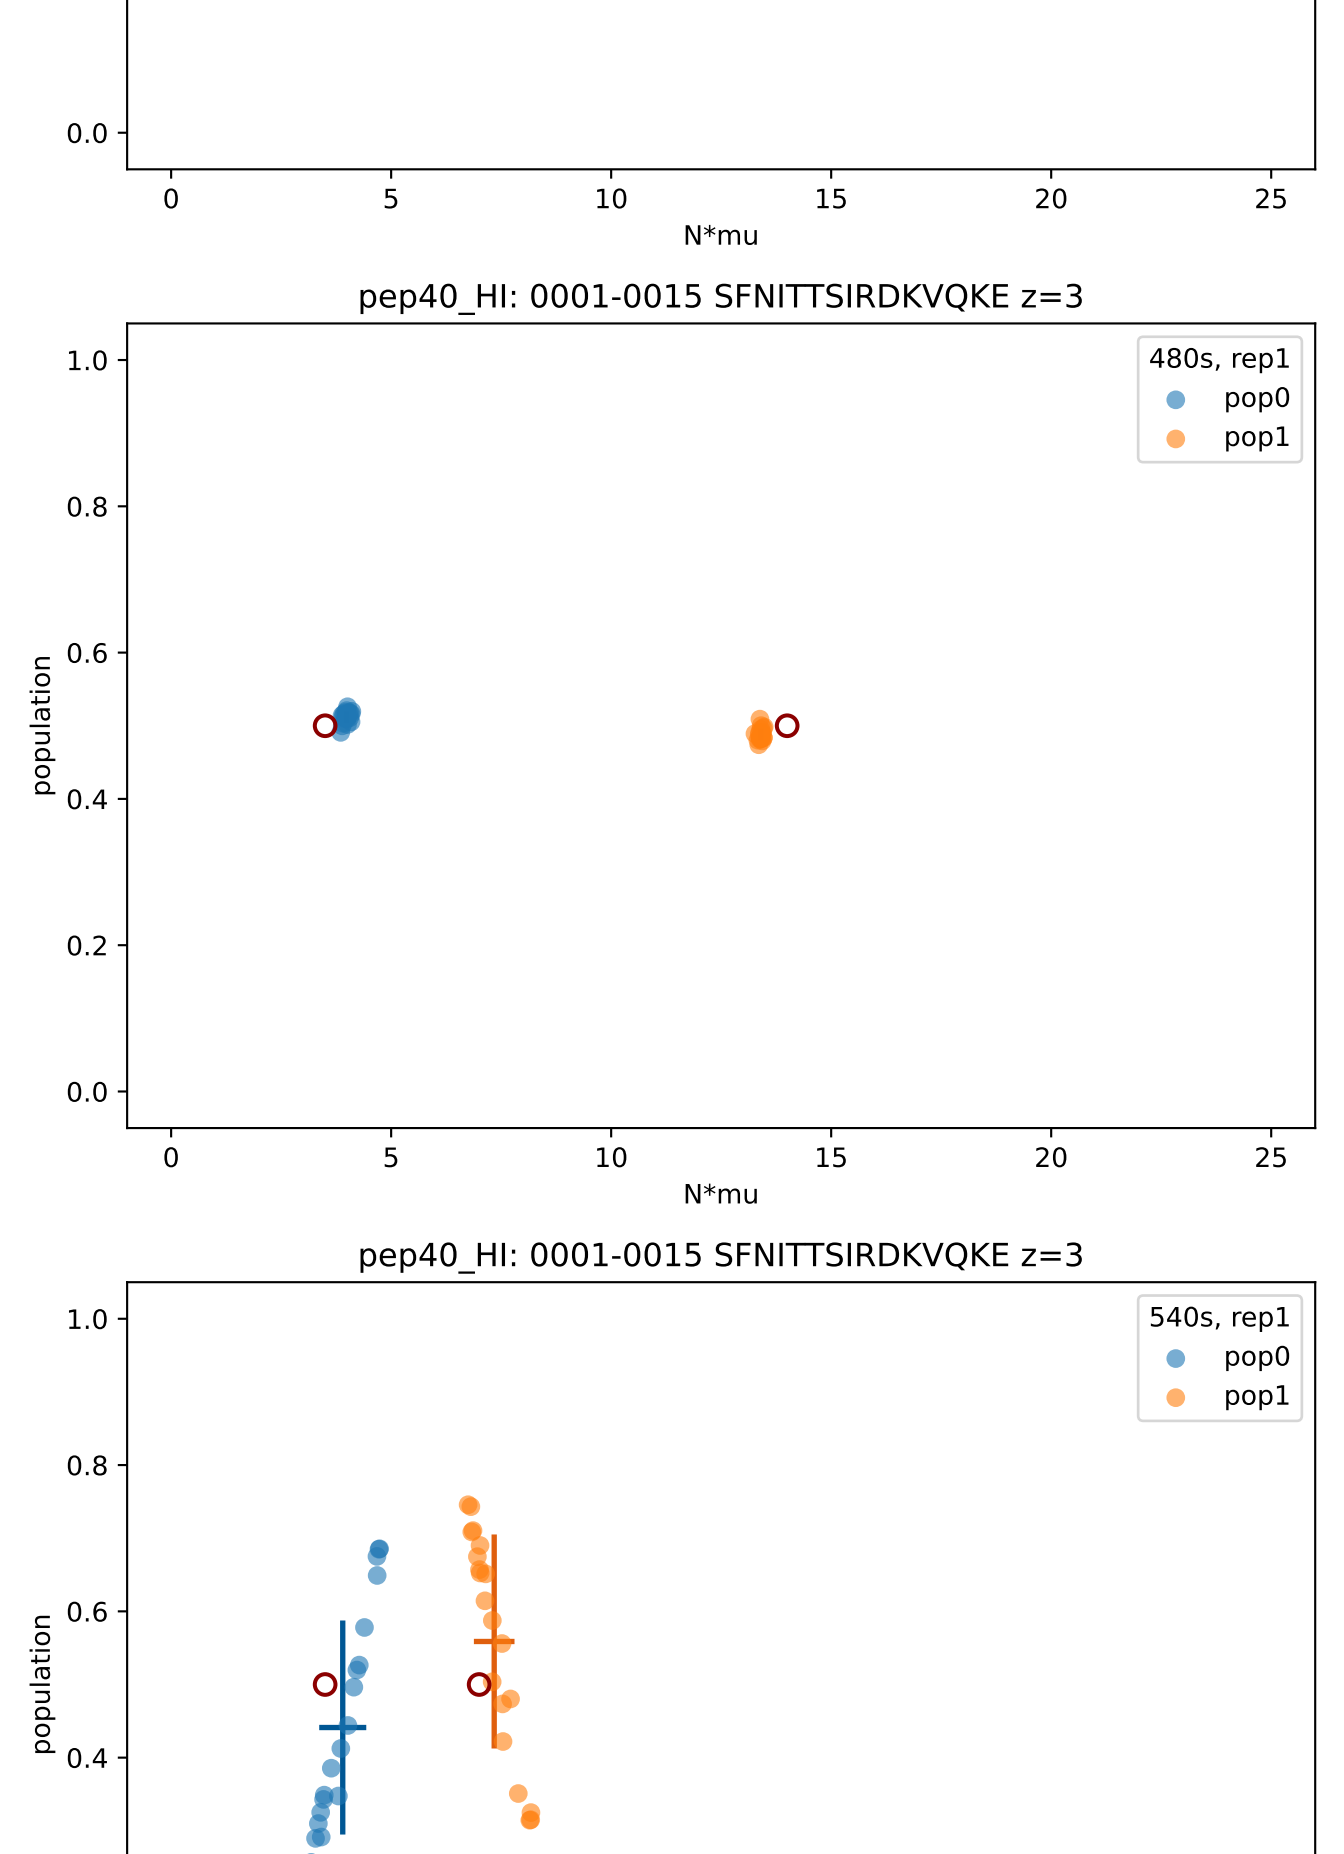 0.0
0 5 10 15 20 25
N*mu
pep40_HI: 0001-0015 SFNITTSIRDKVQKE z=3
480s, rep1
pop0
pop1
1.0
0.8
0.6
0.4
0.2
0.0
population
0 5 10 15 20 25
N*mu
pep40_HI: 0001-0015 SFNITTSIRDKVQKE z=3
540s, rep1
pop0
pop1
1.0
0.8
0.6
0.4
population